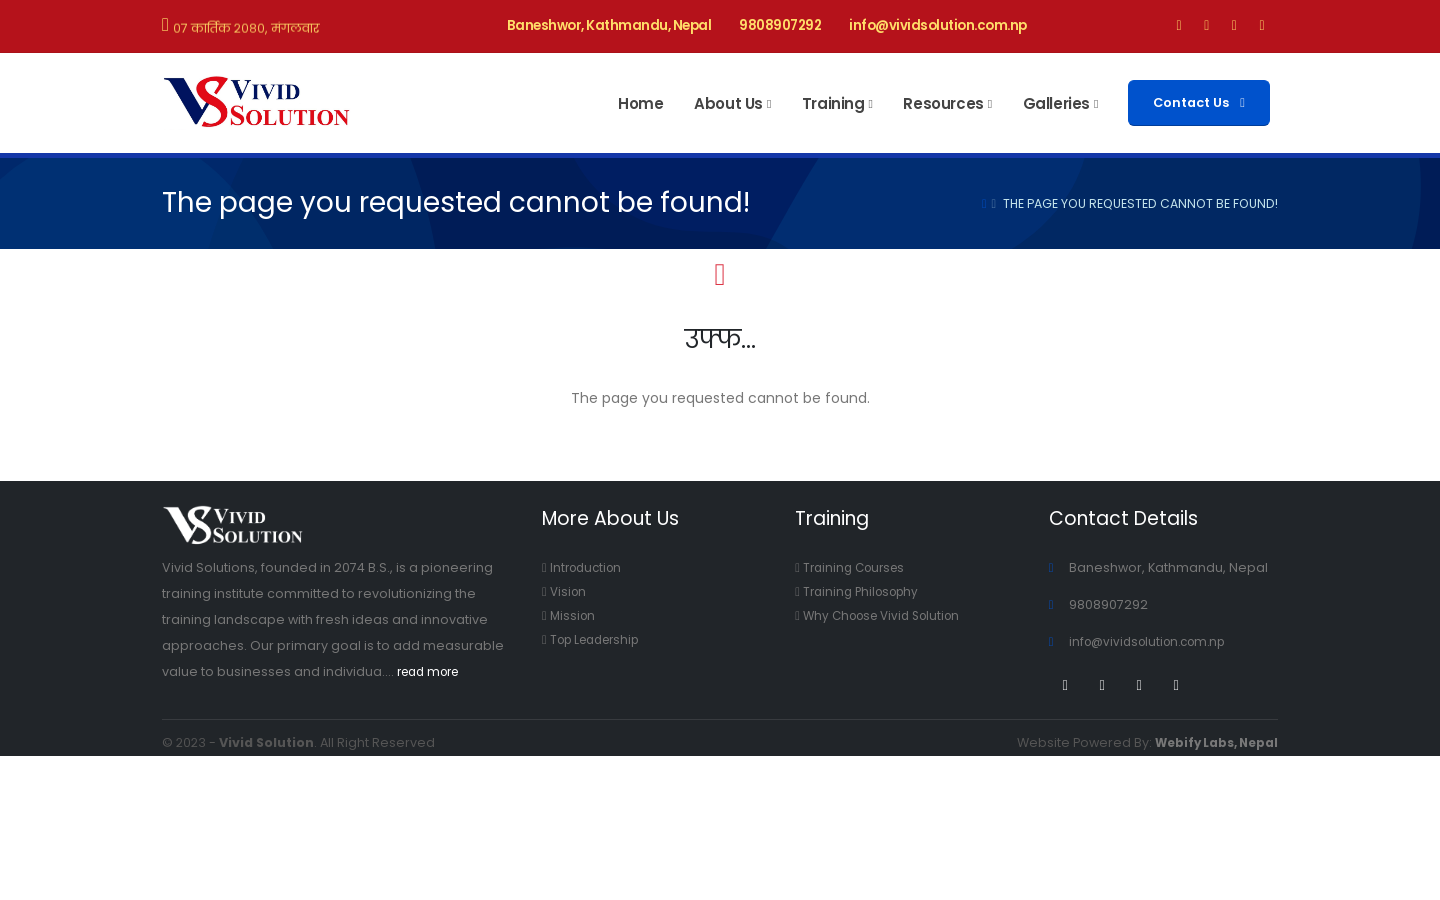 07 कार्तिक २०८०, मंगलवार
Baneshwor, Kathmandu, Nepal 9808907292 info@vividsolution.com.np
VIVID
SOLUTION
Home About Us Training Resources Galleries Contact Us
The page you requested cannot be found!
THE PAGE YOU REQUESTED CANNOT BE FOUND!
उफ्फ...
The page you requested cannot be found.
VIVID
SOLUTION
Vivid Solutions, founded in 2074 B.S., is a pioneering
training institute committed to revolutionizing the
training landscape with fresh ideas and innovative
approaches. Our primary goal is to add measurable
value to businesses and individua.... read more
More About Us
Introduction
Vision
Mission
Top Leadership
Training
Training Courses
Training Philosophy
Why Choose Vivid Solution
Contact Details
Baneshwor, Kathmandu, Nepal
9808907292
info@vividsolution.com.np
© 2023 - Vivid Solution. All Right Reserved
Website Powered By: Webify Labs, Nepal